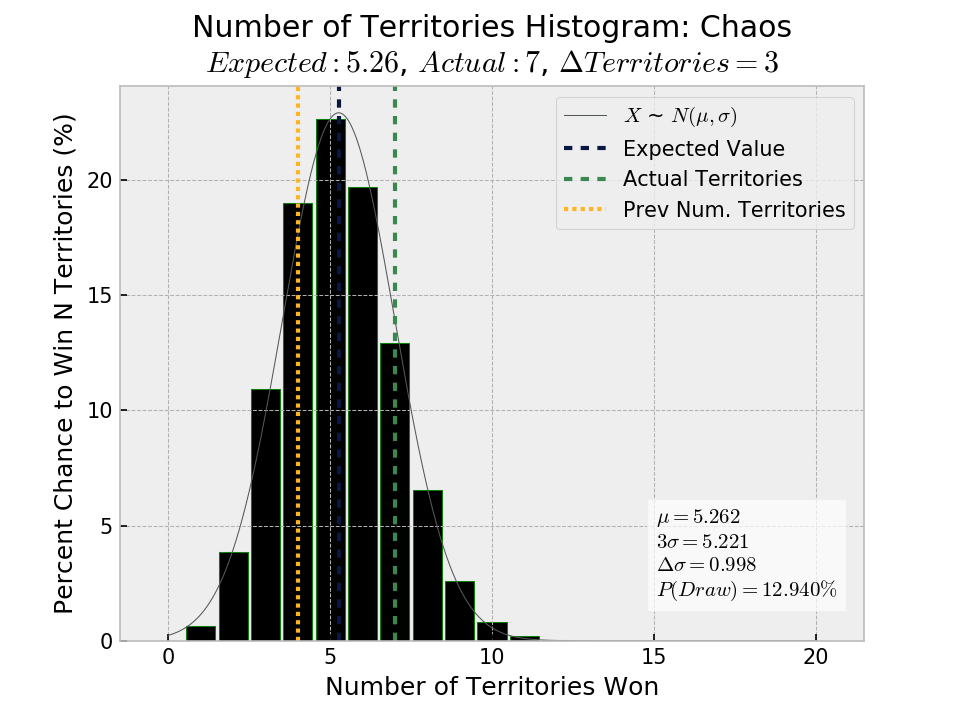 Number of Territories Histogram: Chaos
Expected : 5.26, Actual : 7, ΔTerritories = 3
Percent Chance to Win N Territories (%)
20
15
10
5
0
X ~ N(μ, σ)
Expected Value
Actual Territories
Prev Num. Territories
μ = 5.262
3σ = 5.221
Δσ = 0.998
P(Draw) = 12.940%
0 5 10 15 20
Number of Territories Won